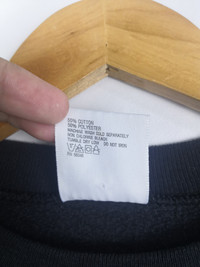 50% COTTON
50% POLYESTER
MACHINE WASH COLD SEPARATELY
NON CHLORINE BLEACH
TUMBLE DRY LOW DO NOT IRON